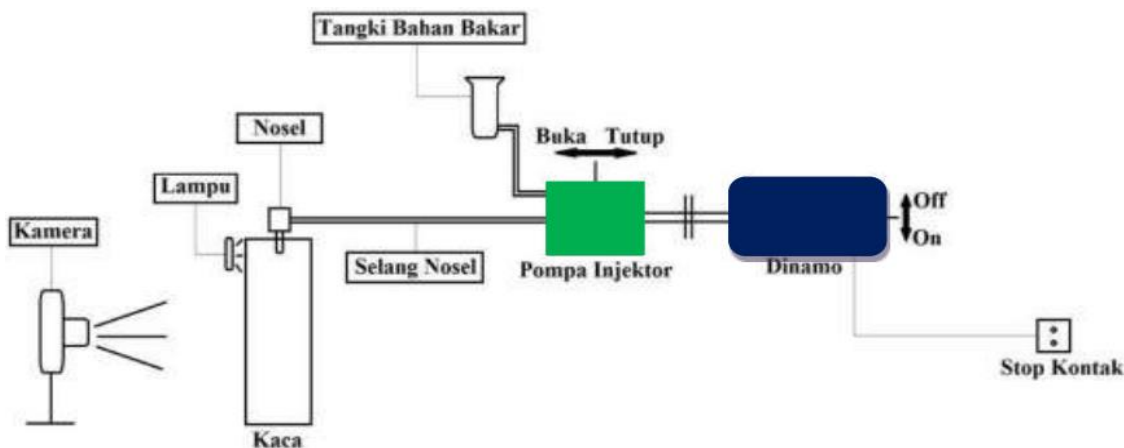 Tangki Bahan Bakar
Nosel
Buka Tutup
Lampu
Kamera
Off
On
Selang Nosel
Pompa Injektor
Dinamo
Stop Kontak
Kaca